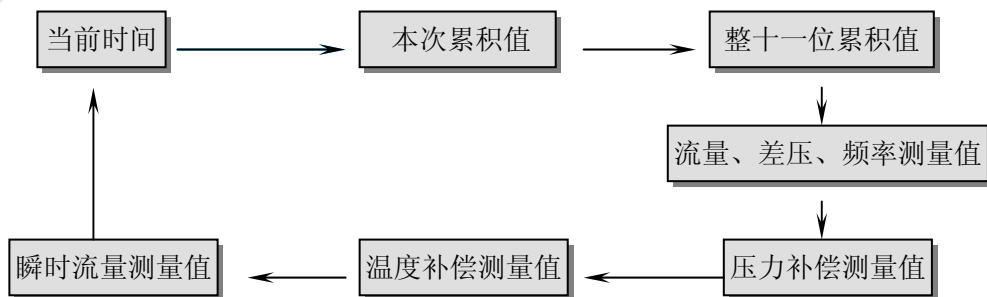 当前时间
本次累积值
整十一位累积值
流量、差压、频率测量值
瞬时流量测量值
温度补偿测量值
压力补偿测量值